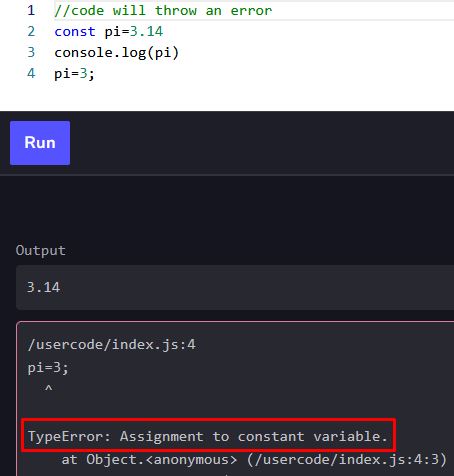 1 //code will throw an error
2 const pi=3.14
3 console.log(pi)
4 pi=3;
Run
Output
3.14
/usercode/index.js:4
pi=3;
^
TypeError: Assignment to constant variable.
at Object.<anonymous> (/usercode/index.js:4:3)